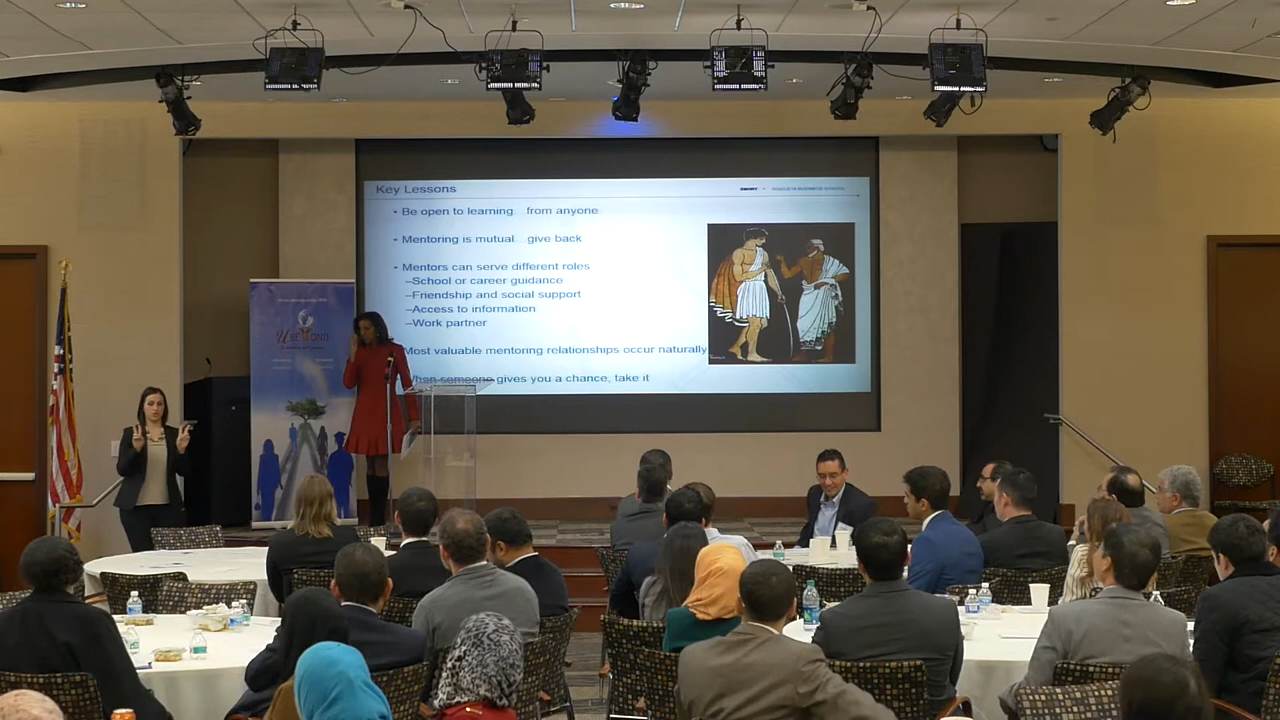 Key Lessons
EMORY
GOIZUETA BUSINESS SCHOOL
• Be open to learning...from anyone
• Mentoring is mutual...give back
• Mentors can serve different roles
–School or career guidance
–Friendship and social support
–Access to information
–Work partner
Most valuable mentoring relationships occur naturally
When someone gives you a chance, take it